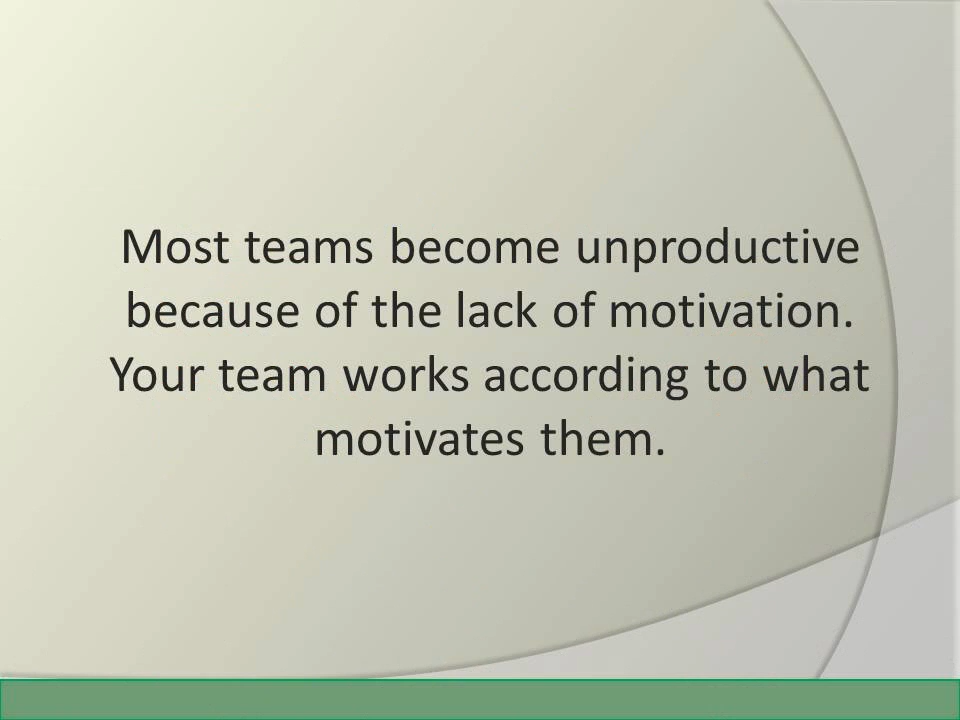 Most teams become unproductive
because of the lack of motivation.
Your team works according to what
motivates them.